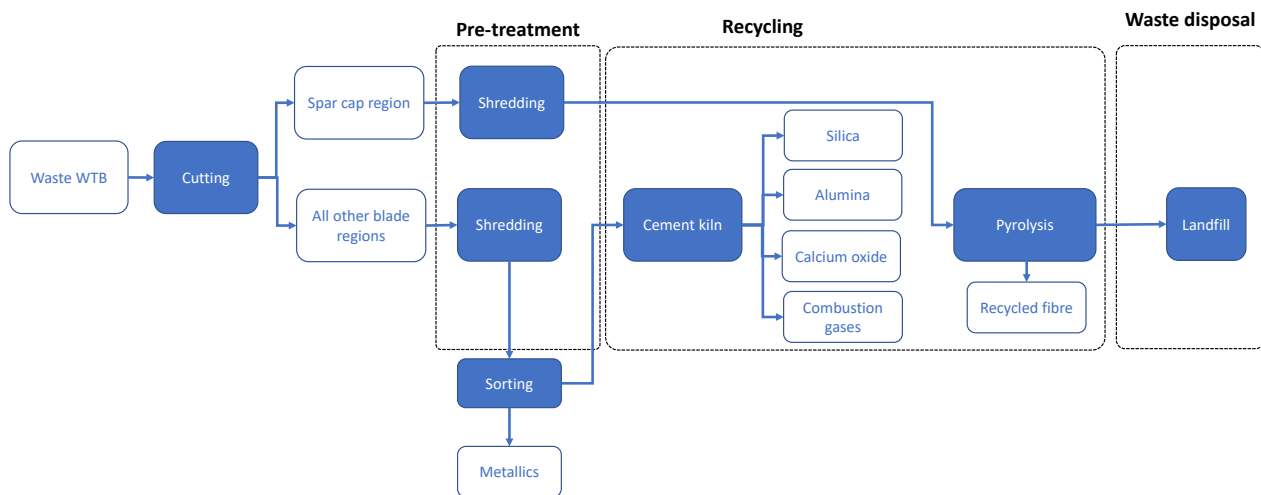 Pre-treatment
Recycling
Waste disposal
Spar cap region
Shredding
Silica
Waste WTB
Cutting
Alumina
All other blade
regions
Shredding
Cement kiln
Pyrolysis
Landfill
Calcium oxide
Combustion
gases
Recycled fibre
Sorting
Metallics